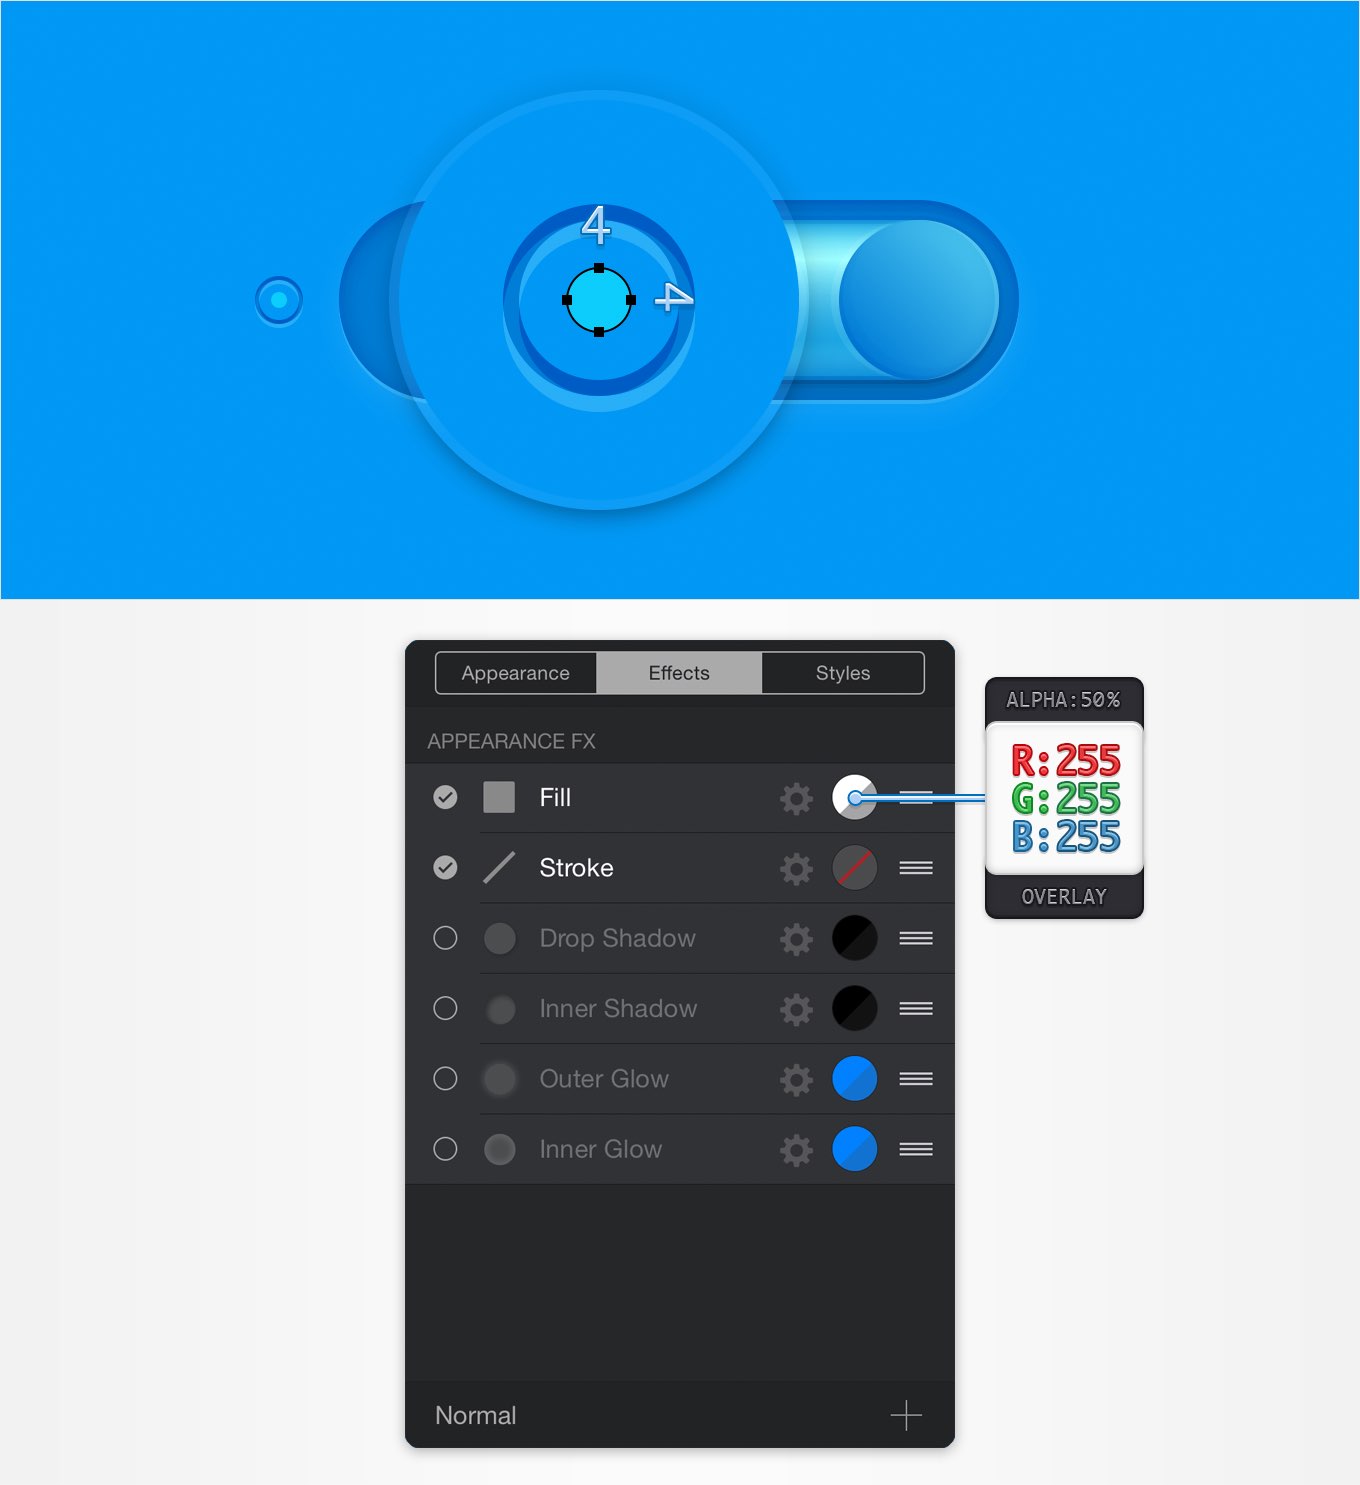 4
4
Appearance
Effects
Styles
APPEARANCE FX
Fill
Stroke
Drop Shadow
Inner Shadow
Outer Glow
Inner Glow
Normal
ALPHA:50%
R:255
G:255
B:255
OVERLAY